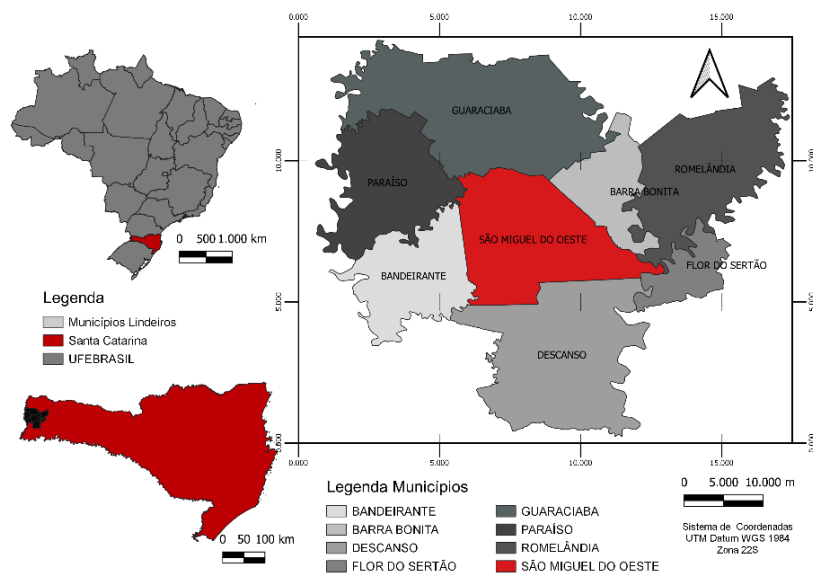 0 500 1.000 km
Legenda
Municípios Lindeiros
Santa Catarina
UFEBRASIL
0 50 100 km
0.000 5.000 10.000 15.000
10.000 10.000
5.000 5.000
0.000 0.000
GUARACIABA
PARAÍSO
ROMELÂNDIA
BARRA BONITA
SÃO MIGUEL DO OESTE
FLOR DO SERTÃO
BANDEIRANTE
DESCANSO
0.000 5.000 10.000 15.000
Legenda Municípios
BANDEIRANTE
BARRA BONITA
DESCANSO
FLOR DO SERTÃO
GUARACIABA
PARAÍSO
ROMELÂNDIA
SÃO MIGUEL DO OESTE
0 5.000 10.000 m
Sistema de Coordenadas
UTM Datum WGS 1984
Zona 22S